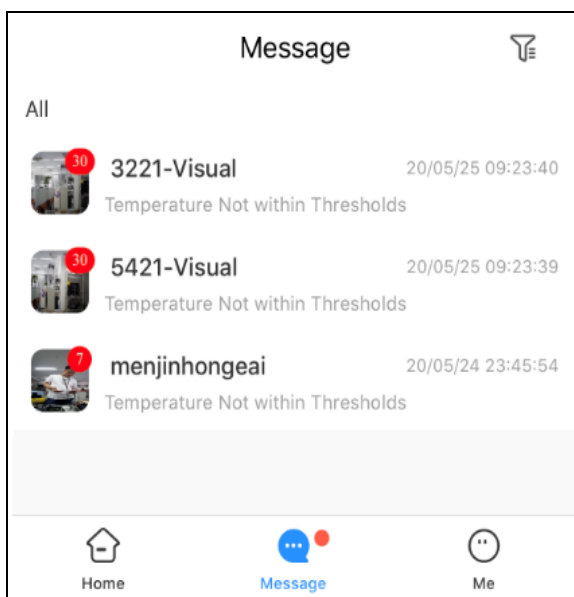 Message
All
30
3221-Visual 20/05/25 09:23:40
Temperature Not within Thresholds
30
5421-Visual 20/05/25 09:23:39
Temperature Not within Thresholds
7
menjinhongeai 20/05/24 23:45:54
Temperature Not within Thresholds
Home Message Me